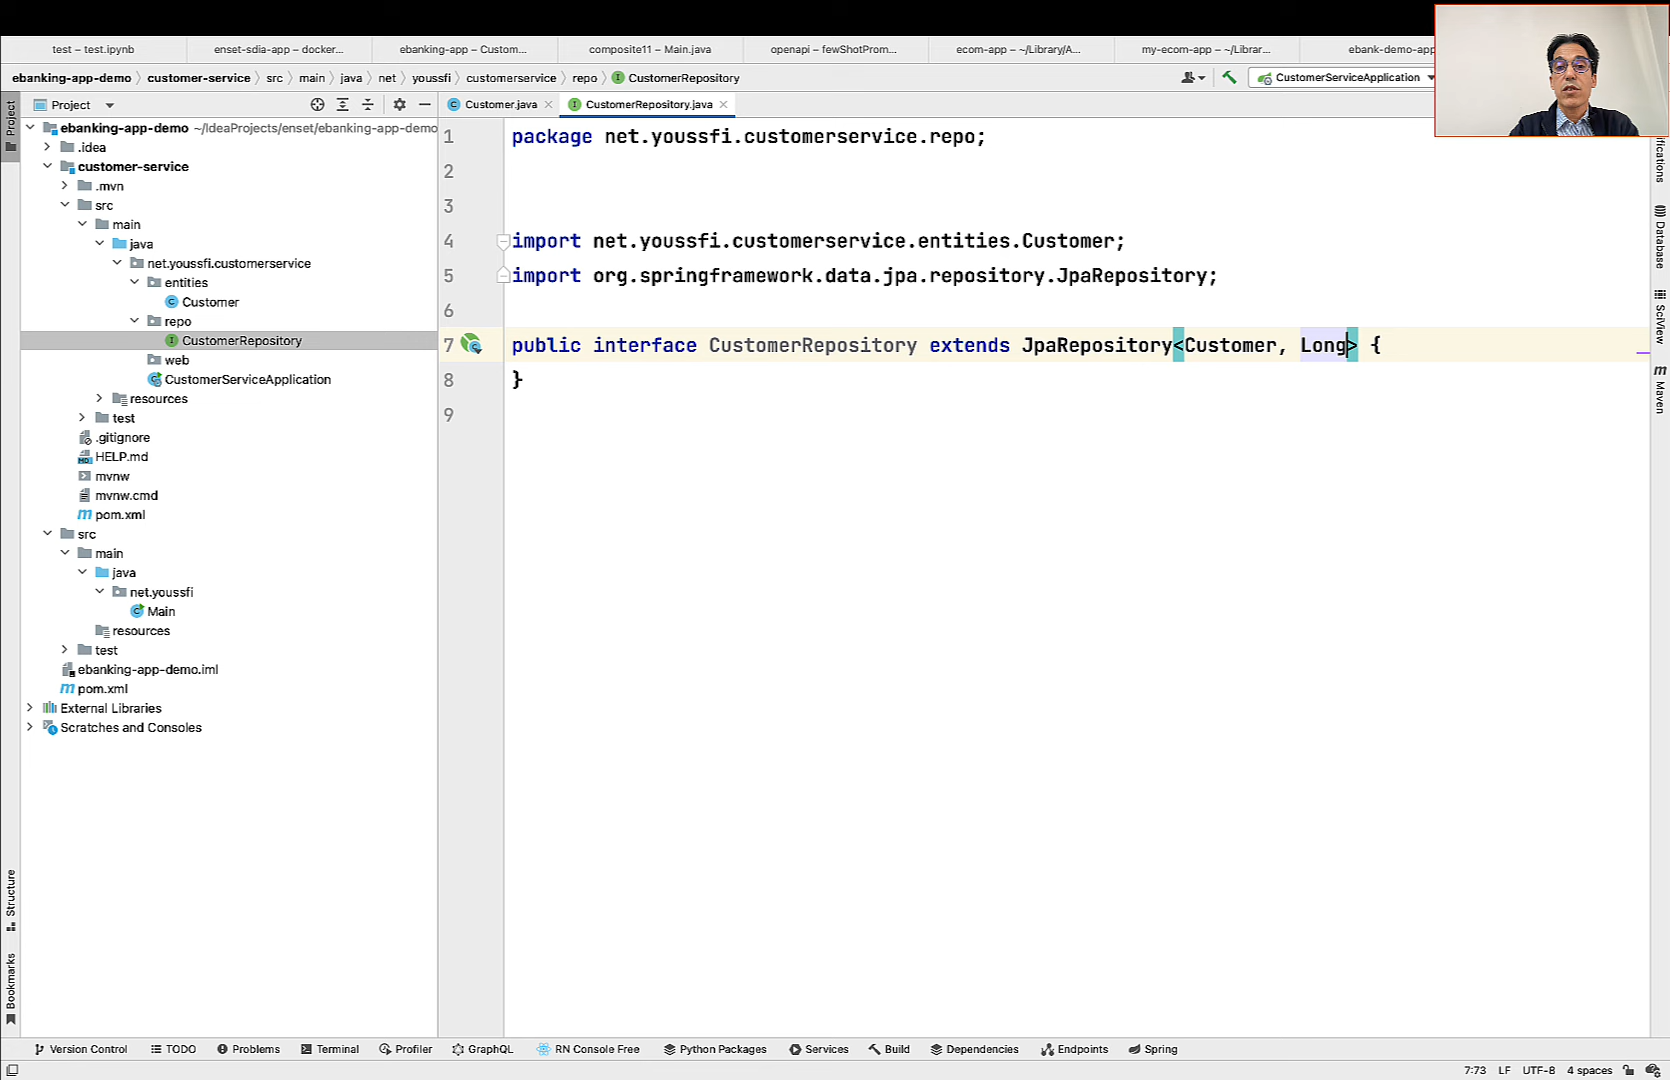 test – test.ipynb
enset-sdia-app – docker...
ebanking-app – Custom...
composite11 – Main.java
openapi – fewShotProm...
ecom-app – ~/Library/A...
my-ecom-app – ~/Librar...
ebank-demo-app
ebanking-app-demo
customer-service
src
main
java
net
youssfi
customerservice
repo
CustomerRepository
CustomerServiceApplication
Project
Project
Customer.java
CustomerRepository.java
ebanking-app-demo ~/IdeaProjects/enset/ebanking-app-demo
.idea
customer-service
.mvn
src
main
java
net.youssfi.customerservice
entities
Customer
repo
CustomerRepository
web
CustomerServiceApplication
resources
test
.gitignore
HELP.md
mvnw
mvnw.cmd
pom.xml
src
main
java
net.youssfi
Main
resources
test
ebanking-app-demo.iml
pom.xml
External Libraries
Scratches and Consoles
1 package net.youssfi.customerservice.repo;
2
3
4 import net.youssfi.customerservice.entities.Customer;
5 import org.springframework.data.jpa.repository.JpaRepository;
6
7 public interface CustomerRepository extends JpaRepository<Customer, Long> {
8 }
9
Database
SciView
Maven
Structure
Bookmarks
Version Control
TODO
Problems
Terminal
Profiler
GraphQL
RN Console Free
Python Packages
Services
Build
Dependencies
Endpoints
Spring
7:73
LF
UTF-8
4 spaces